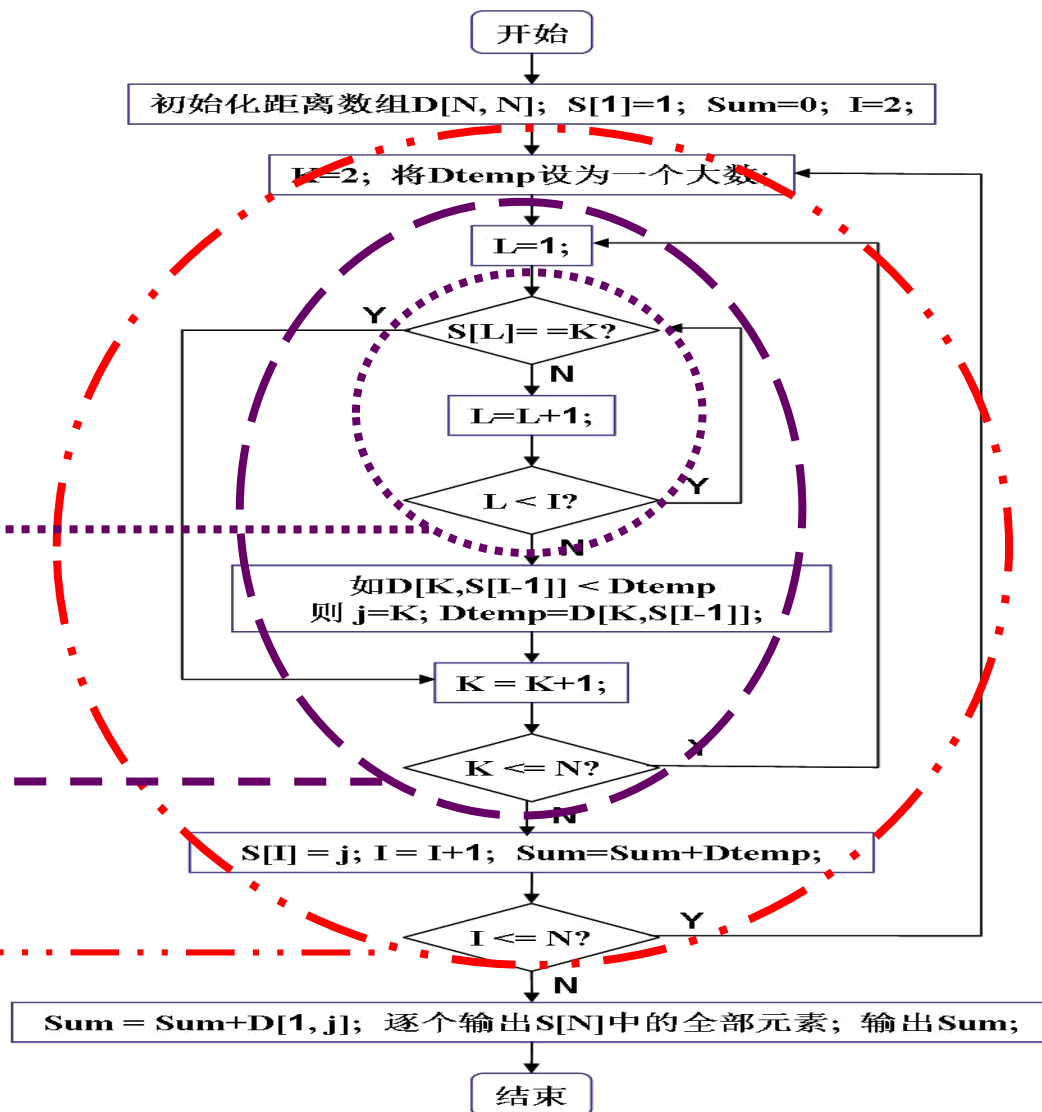 开始
初始化距离数组D[N, N]; S[1]=1; Sum=0; I=2;
K=2; 将Dtemp设为一个大数;
L=1;
Y
S[L]= =K?
N
L=L+1;
L < I?
Y
N
如D[K,S[I-1]] < Dtemp
则 j=K; Dtemp=D[K,S[I-1]];
K = K+1;
K <= N?
Y
N
S[I] = j; I = I+1; Sum=Sum+Dtemp;
I <= N?
Y
N
Sum = Sum+D[1, j]; 逐个输出S[N]中的全部元素; 输出Sum;
结束